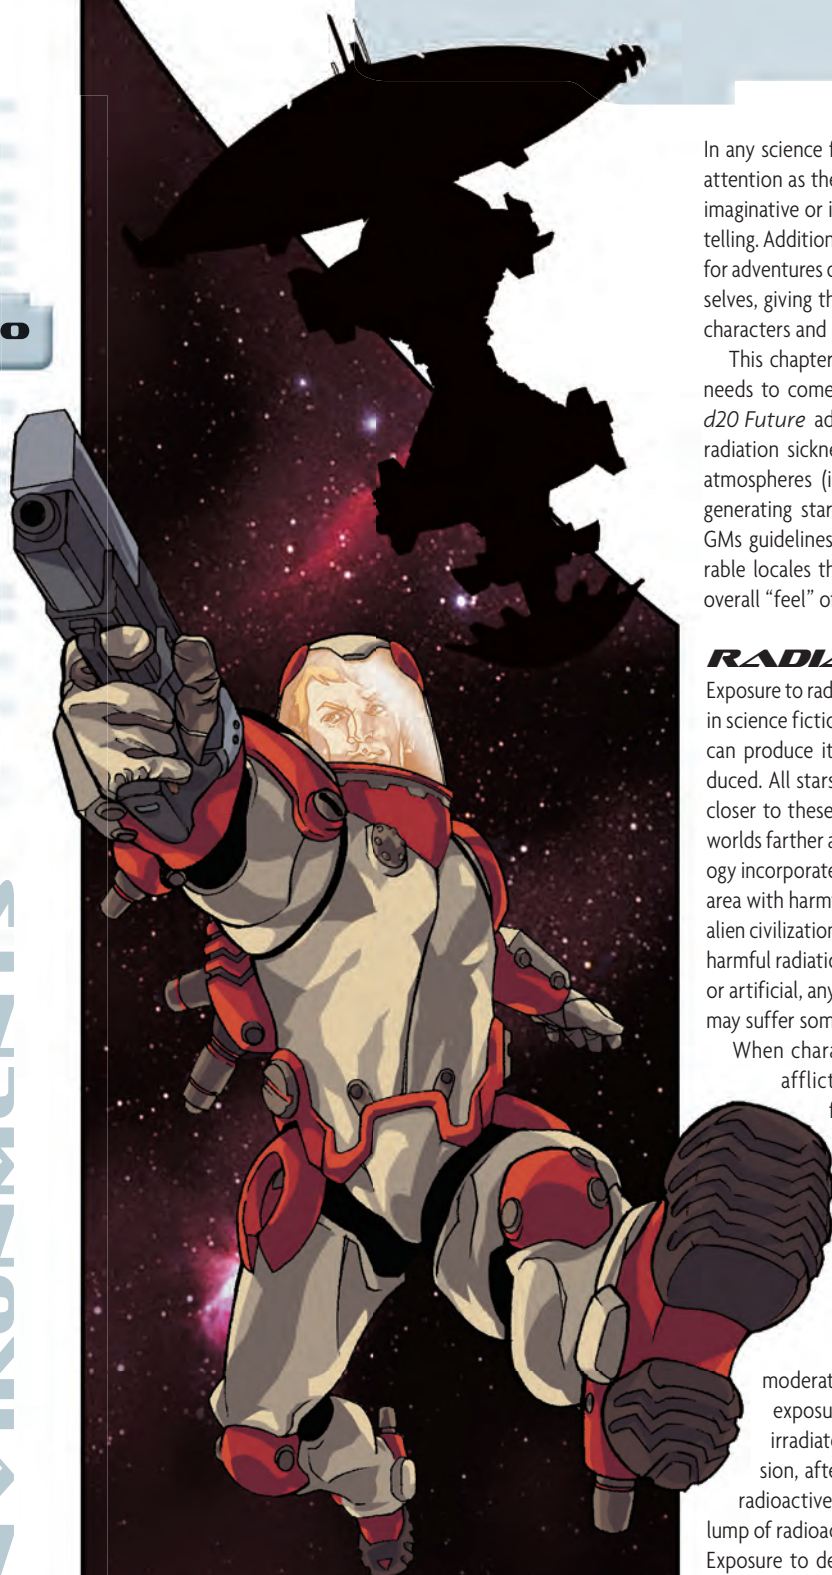 In any science f
attention as the
imaginative or i
telling. Addition
for adventures o
selves, giving th
characters and
This chapter
needs to come
d20 Future ad
radiation sickne
atmospheres (i
generating star
GMs guidelines
rable locales th
overall “feel” of
RADIA
Exposure to rad
in science fictio
can produce it
duced. All stars
closer to these
worlds farther a
ogy incorporate
area with harmf
alien civilization
harmful radiatio
or artificial, any
may suffer som
When chara
afflict
f
moderat
exposu
irradiate
sion, afte
radioactive
lump of radioac
Exposure to de